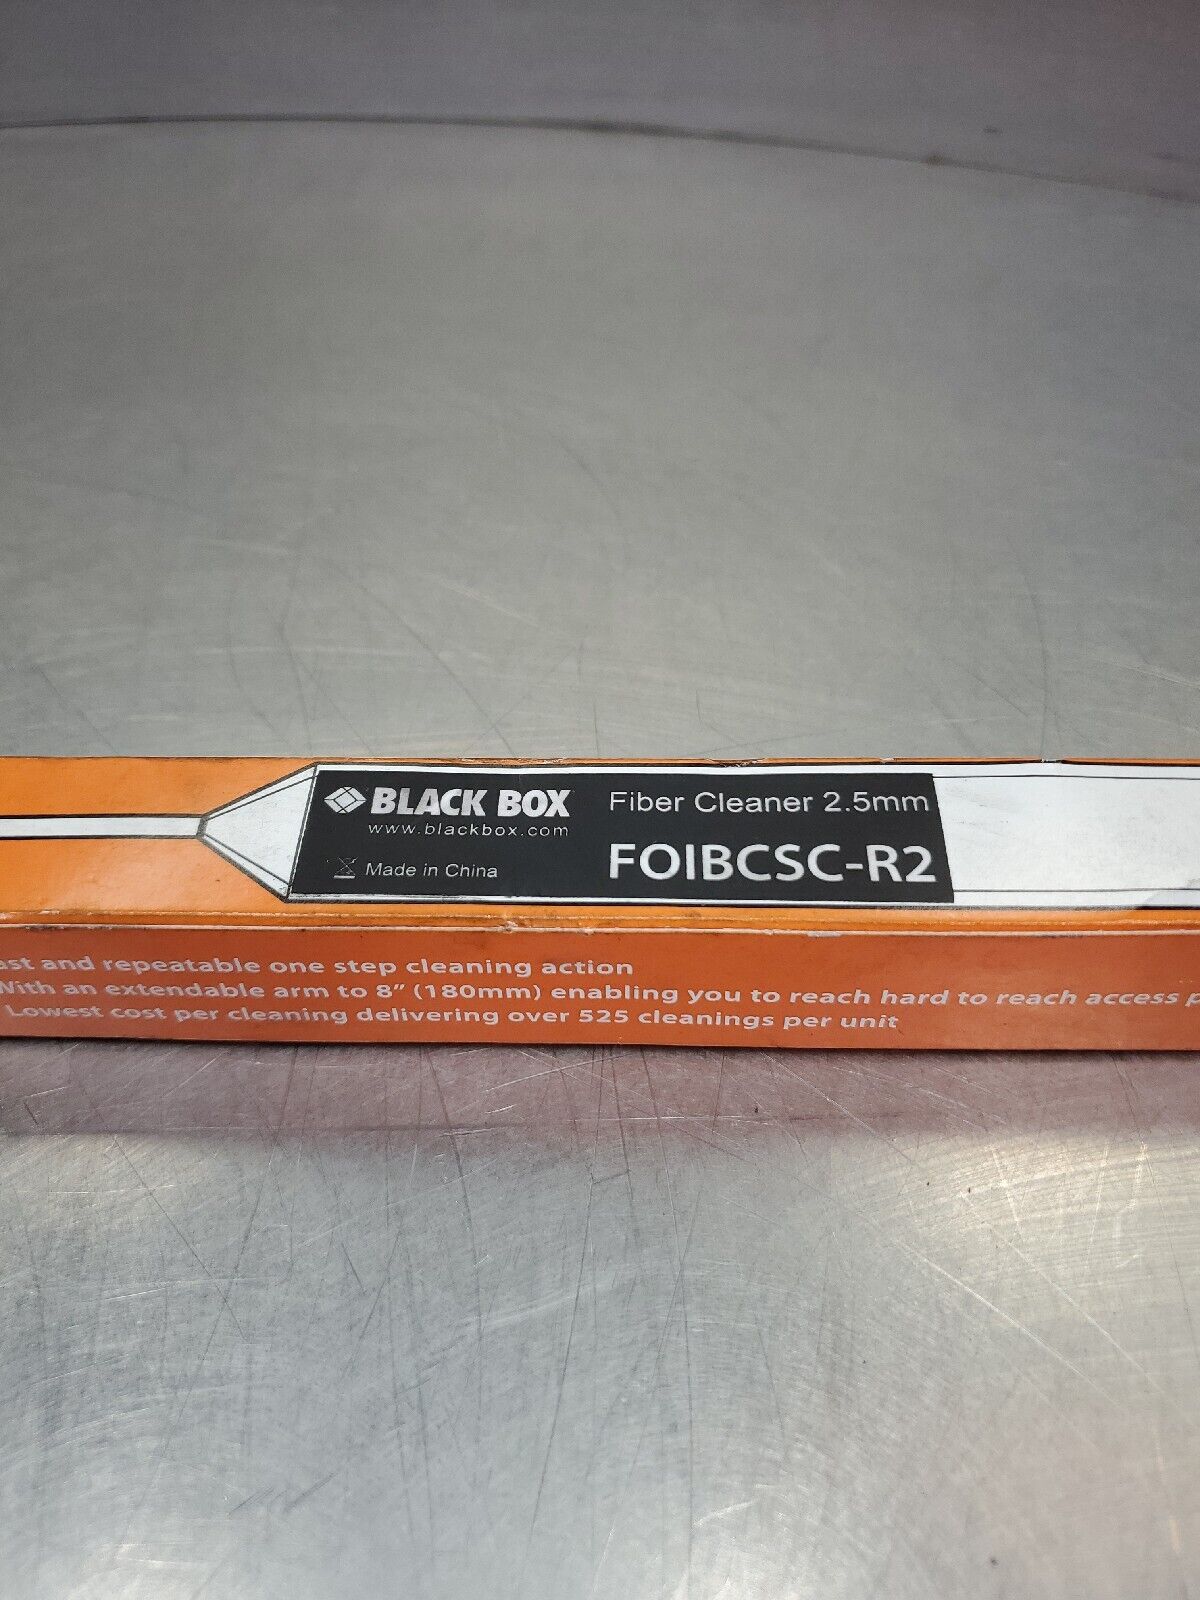 BLACK BOX
www.blackbox.com
Made in China
Fiber Cleaner 2.5mm
FOIBCSC-R2
and repeatable one step cleaning action
With an extendable arm to 8” (180mm) enabling you to reach hard to reach access
Lowest cost per cleaning delivering over 525 cleanings per unit